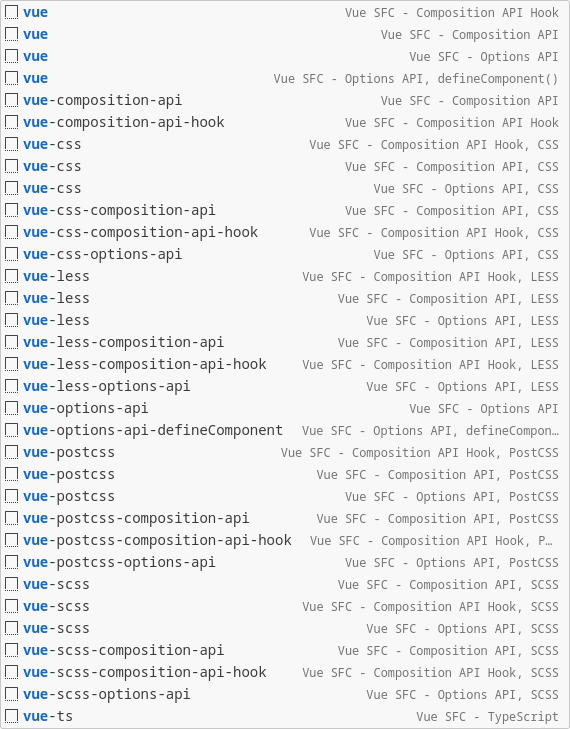 vue Vue SFC - Composition API Hook
vue Vue SFC - Composition API
vue Vue SFC - Options API
vue Vue SFC - Options API, defineComponent()
vue-composition-api Vue SFC - Composition API
vue-composition-api-hook Vue SFC - Composition API Hook
vue-css Vue SFC - Composition API Hook, CSS
vue-css Vue SFC - Composition API, CSS
vue-css Vue SFC - Options API, CSS
vue-css-composition-api Vue SFC - Composition API, CSS
vue-css-composition-api-hook Vue SFC - Composition API Hook, CSS
vue-css-options-api Vue SFC - Options API, CSS
vue-less Vue SFC - Composition API Hook, LESS
vue-less Vue SFC - Composition API, LESS
vue-less Vue SFC - Options API, LESS
vue-less-composition-api Vue SFC - Composition API, LESS
vue-less-composition-api-hook Vue SFC - Composition API Hook, LESS
vue-less-options-api Vue SFC - Options API, LESS
vue-options-api Vue SFC - Options API
vue-options-api-defineComponent Vue SFC - Options API, defineCompon…
vue-postcss Vue SFC - Composition API Hook, PostCSS
vue-postcss Vue SFC - Composition API, PostCSS
vue-postcss Vue SFC - Options API, PostCSS
vue-postcss-composition-api Vue SFC - Composition API, PostCSS
vue-postcss-composition-api-hook Vue SFC - Composition API Hook, P…
vue-postcss-options-api Vue SFC - Options API, PostCSS
vue-scss Vue SFC - Composition API, SCSS
vue-scss Vue SFC - Composition API Hook, SCSS
vue-scss Vue SFC - Options API, SCSS
vue-scss-composition-api Vue SFC - Composition API, SCSS
vue-scss-composition-api-hook Vue SFC - Composition API Hook, SCSS
vue-scss-options-api Vue SFC - Options API, SCSS
vue-ts Vue SFC - TypeScript